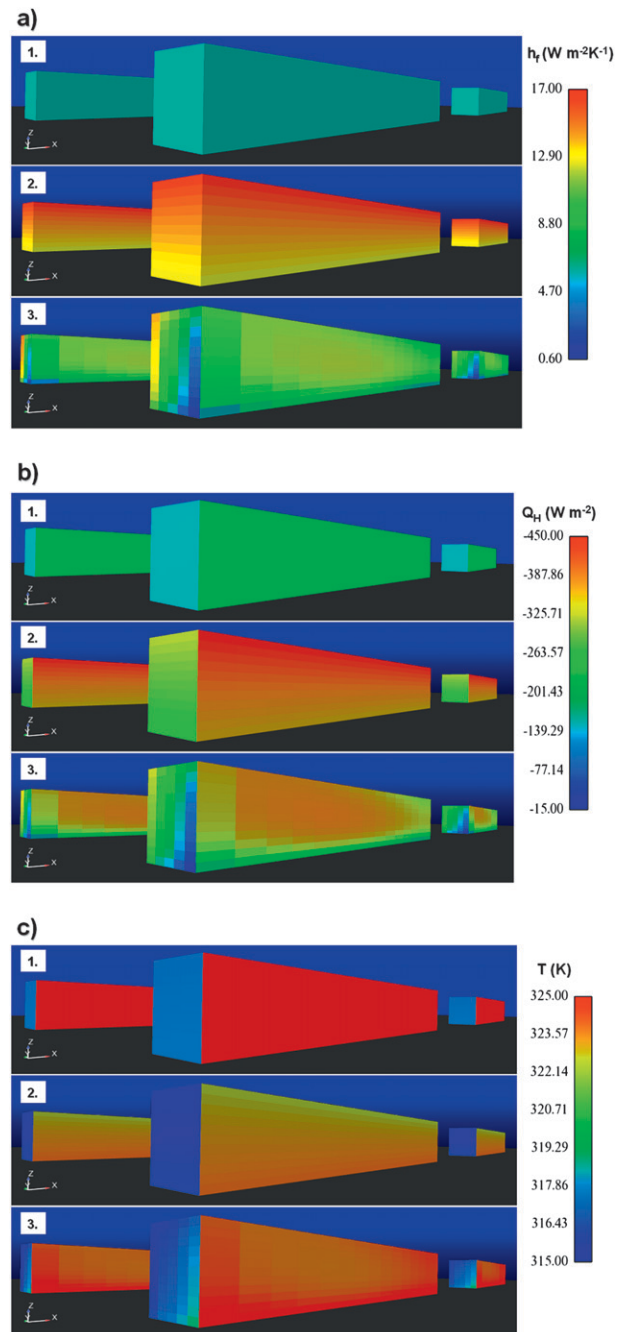 a)
h_f (W m⁻²K⁻¹)
1.
Z
Y
X
2.
Z
Y
X
3.
Z
Y
X
17.00
12.90
8.80
4.70
0.60
b)
Q_H (W m⁻²)
1.
Z
Y
X
2.
Z
Y
X
3.
Z
Y
X
-450.00
-387.86
-325.71
-263.57
-201.43
-139.29
-77.14
-15.00
c)
T (K)
1.
Z
Y
X
2.
Z
Y
X
3.
Z
Y
X
325.00
323.57
322.14
320.71
319.29
317.86
316.43
315.00